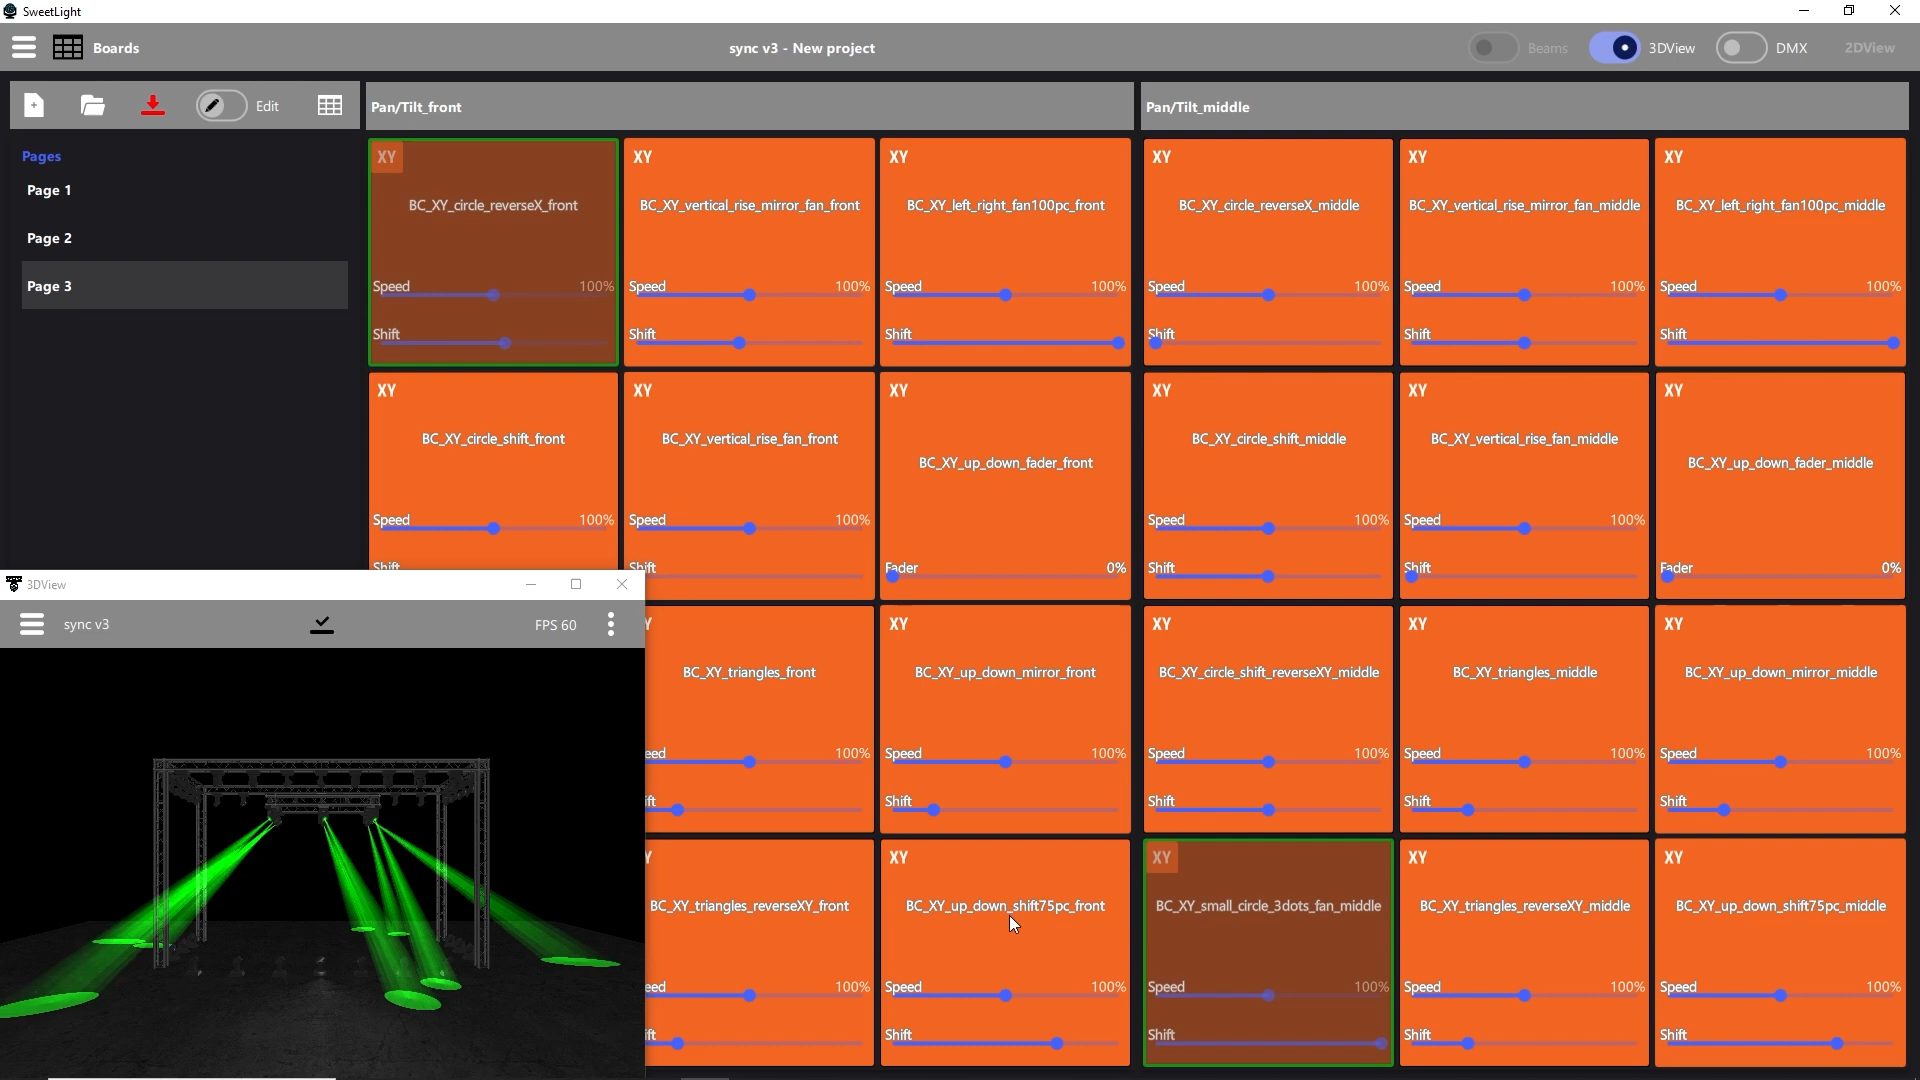 SweetLight
Boards
sync v3 - New project
Beams
3DView
DMX
2DView
Edit
Pages
Page 1
Page 2
Page 3
Pan/Tilt_front
Pan/Tilt_middle
XY
BC_XY_circle_reverseX_front
Speed 100%
Shift
XY
BC_XY_vertical_rise_mirror_fan_front
Speed 100%
Shift
XY
BC_XY_left_right_fan100pc_front
Speed 100%
Shift
XY
BC_XY_circle_reverseX_middle
Speed 100%
Shift
XY
BC_XY_vertical_rise_mirror_fan_middle
Speed 100%
Shift
XY
BC_XY_left_right_fan100pc_middle
Speed 100%
Shift
XY
BC_XY_circle_shift_front
Speed 100%
Shift
XY
BC_XY_vertical_rise_fan_front
Speed 100%
Shift
XY
BC_XY_up_down_fader_front
Fader 0%
XY
BC_XY_circle_shift_middle
Speed 100%
Shift
XY
BC_XY_vertical_rise_fan_middle
Speed 100%
Shift
XY
BC_XY_up_down_fader_middle
Fader 0%
3DView
sync v3
FPS 60
Y
BC_XY_triangles_front
eed 100%
ift
XY
BC_XY_up_down_mirror_front
Speed 100%
Shift
XY
BC_XY_circle_shift_reverseXY_middle
Speed 100%
Shift
XY
BC_XY_triangles_middle
Speed 100%
Shift
XY
BC_XY_up_down_mirror_middle
Speed 100%
Shift
Y
BC_XY_triangles_reverseXY_front
eed 100%
ift
XY
BC_XY_up_down_shift75pc_front
Speed 100%
Shift
XY
BC_XY_small_circle_3dots_fan_middle
Speed 100%
Shift
XY
BC_XY_triangles_reverseXY_middle
Speed 100%
Shift
XY
BC_XY_up_down_shift75pc_middle
Speed 100%
Shift